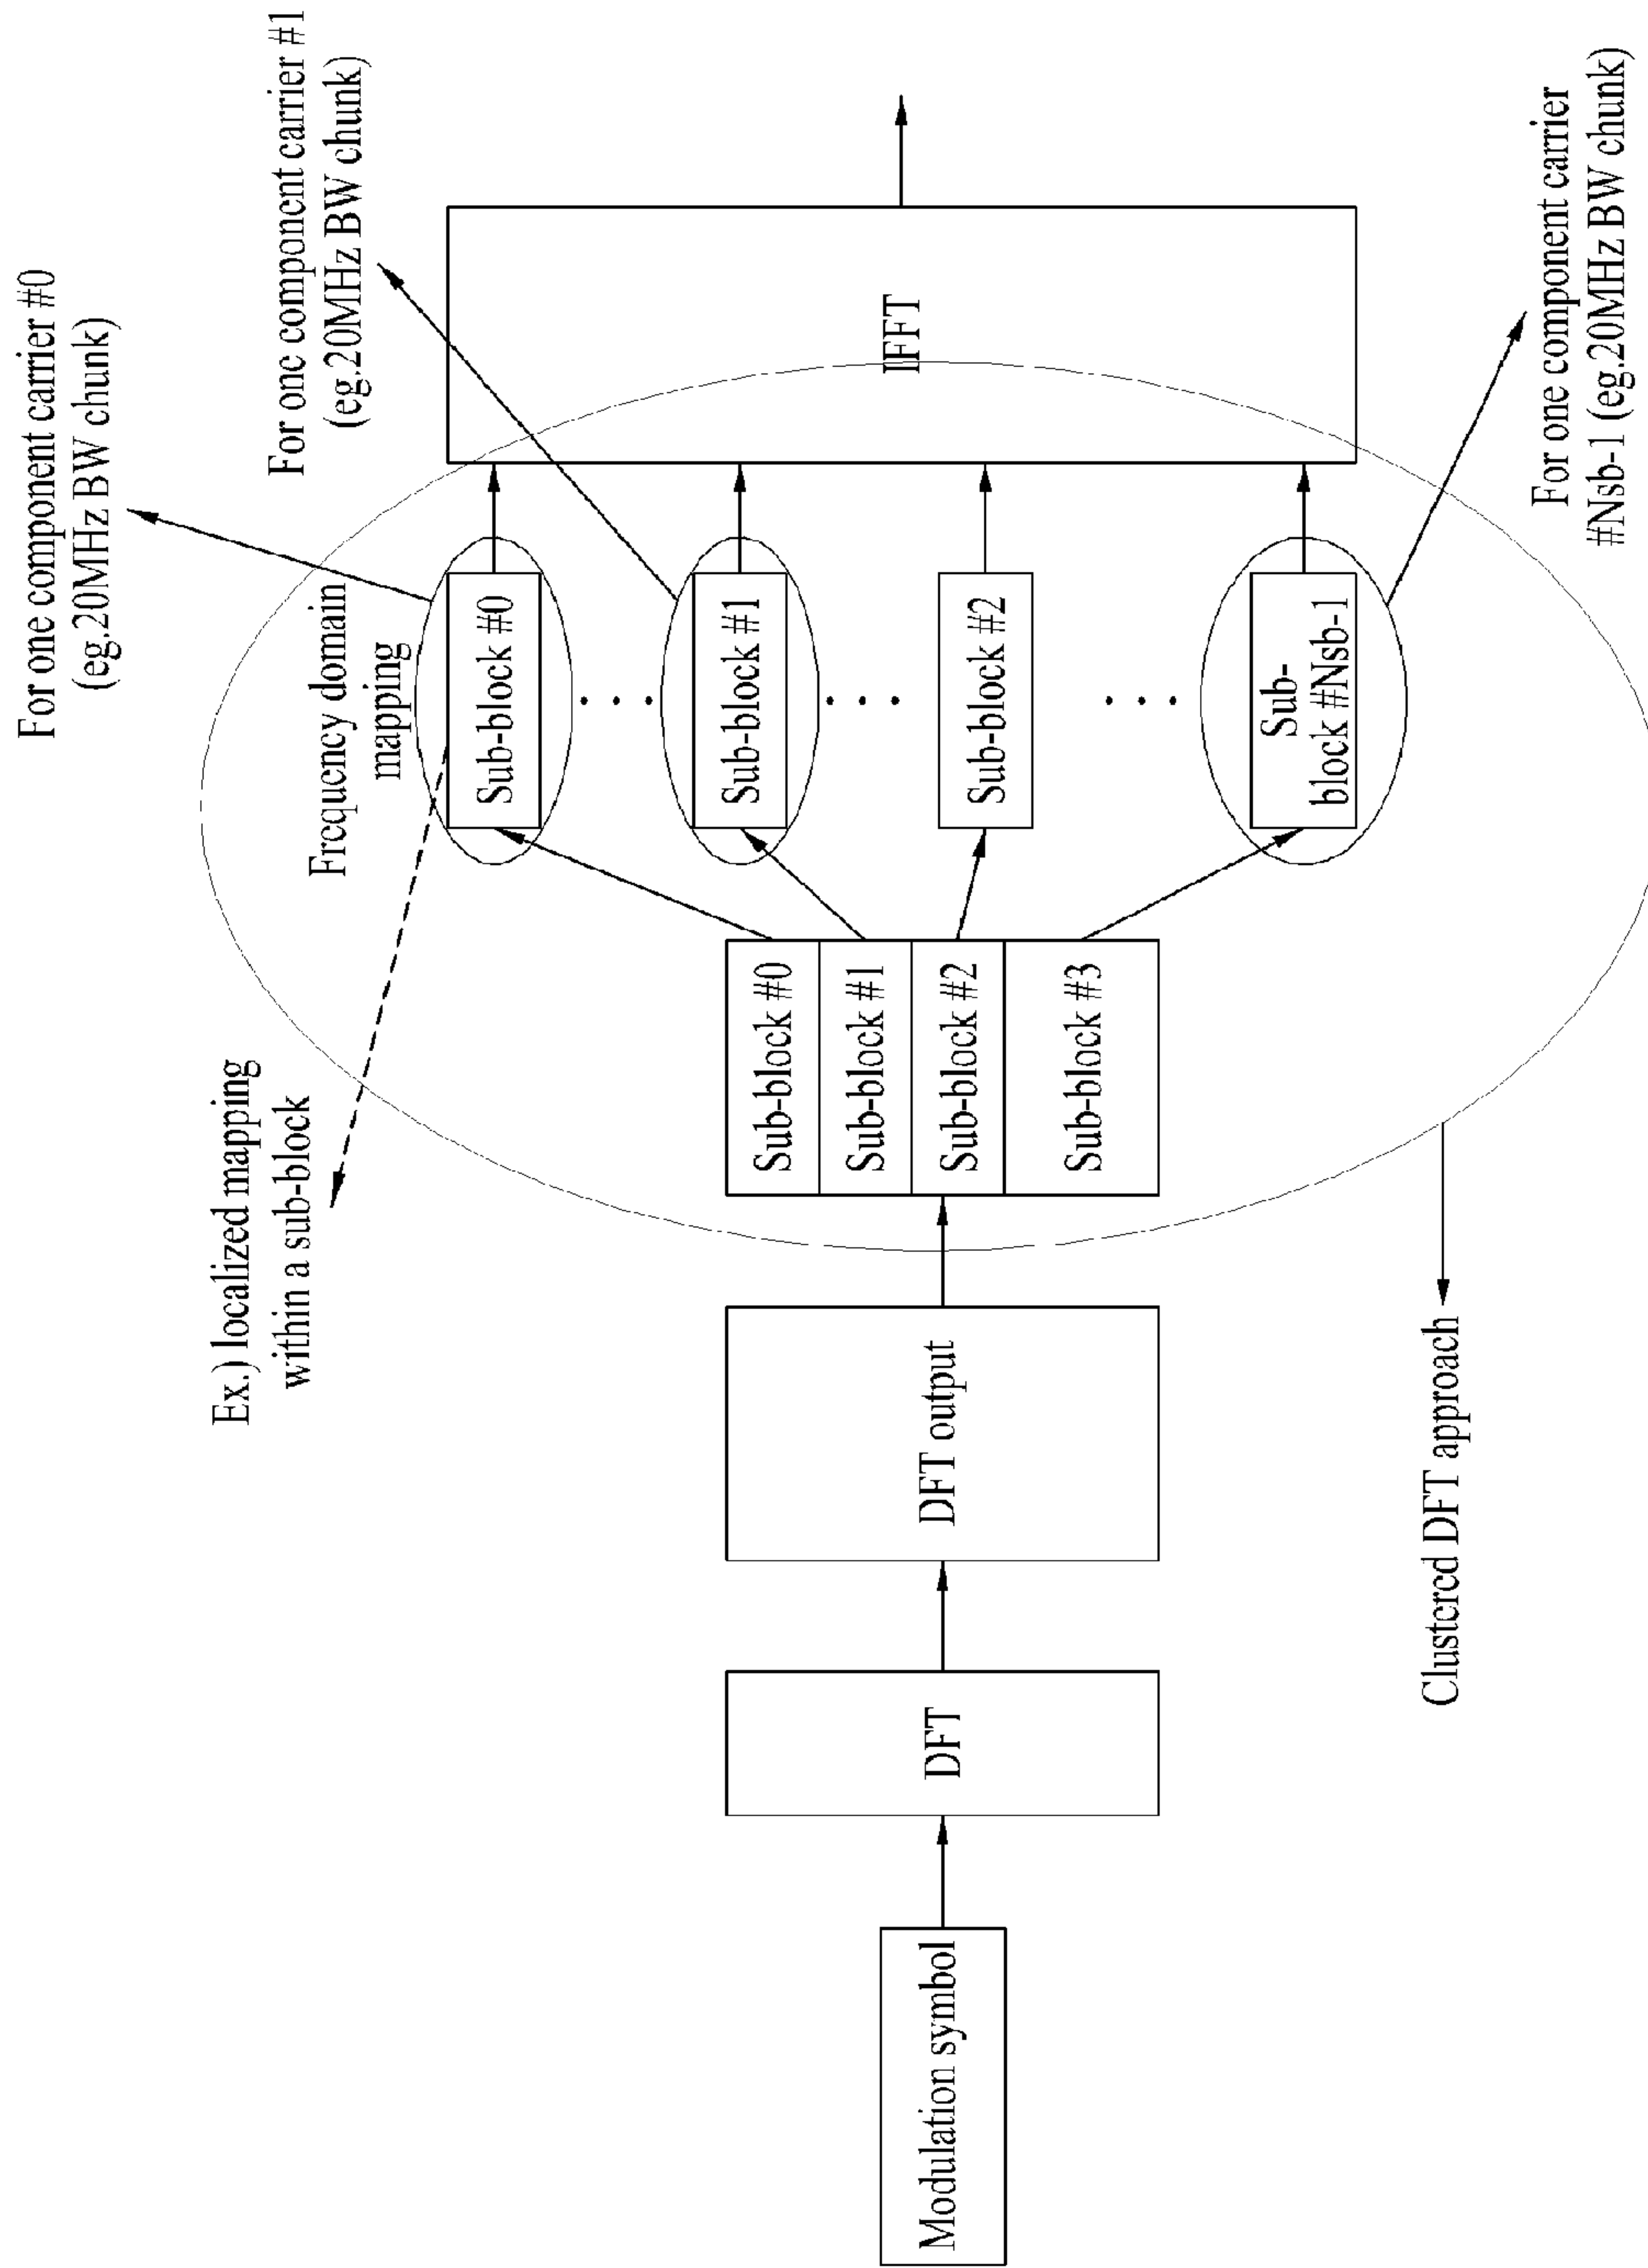 For one component carrier #0
(eg.20MHz BW chunk)
For one component carrier #1
(eg.20MHz BW chunk)
Ex.) localized mapping
within a sub-block
Frequency domain
mapping
Modulation symbol
DFT
DFT output
Sub-block #0
Sub-block #1
Sub-block #2
Sub-block #3
Sub-block #0
Sub-block #1
Sub-block #2
Sub-
block #Nsb-1
IFFT
Clustered DFT approach
For one component carrier
#Nsb-1 (eg.20MHz BW chunk)